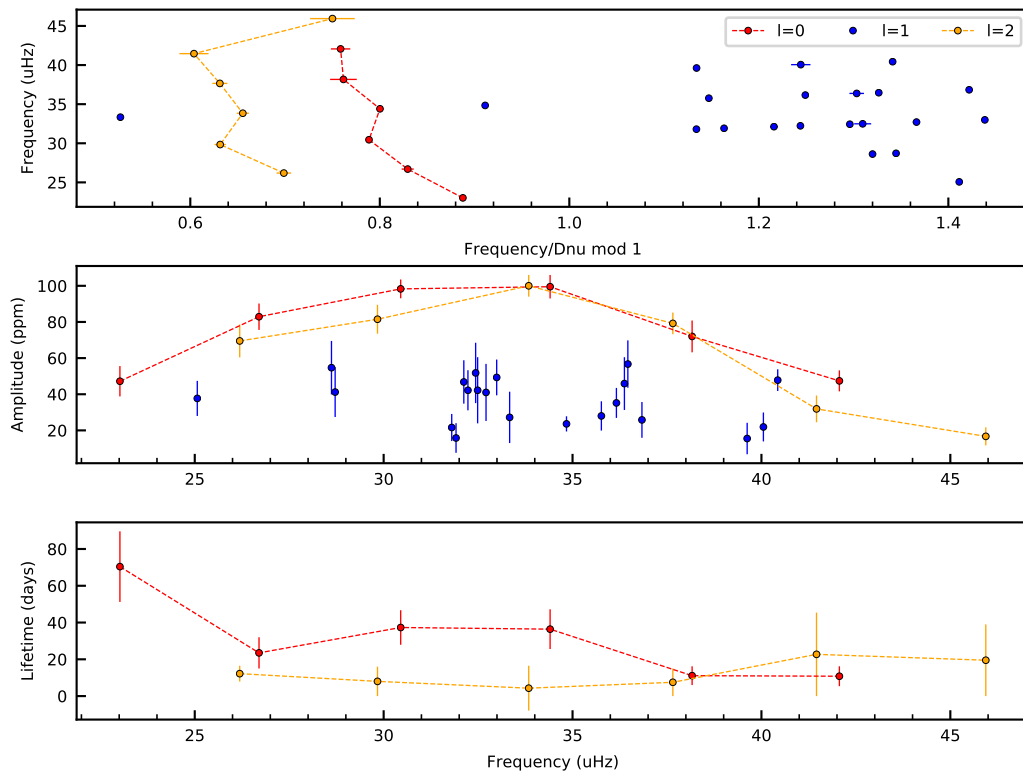 45
40
35
30
25
Frequency (uHz)
l=0 l=1 l=2
0.6 0.8 1.0 1.2 1.4
Frequency/Dnu mod 1
100
80
60
40
20
Amplitude (ppm)
25 30 35 40 45
80
60
40
20
0
Lifetime (days)
25 30 35 40 45
Frequency (uHz)